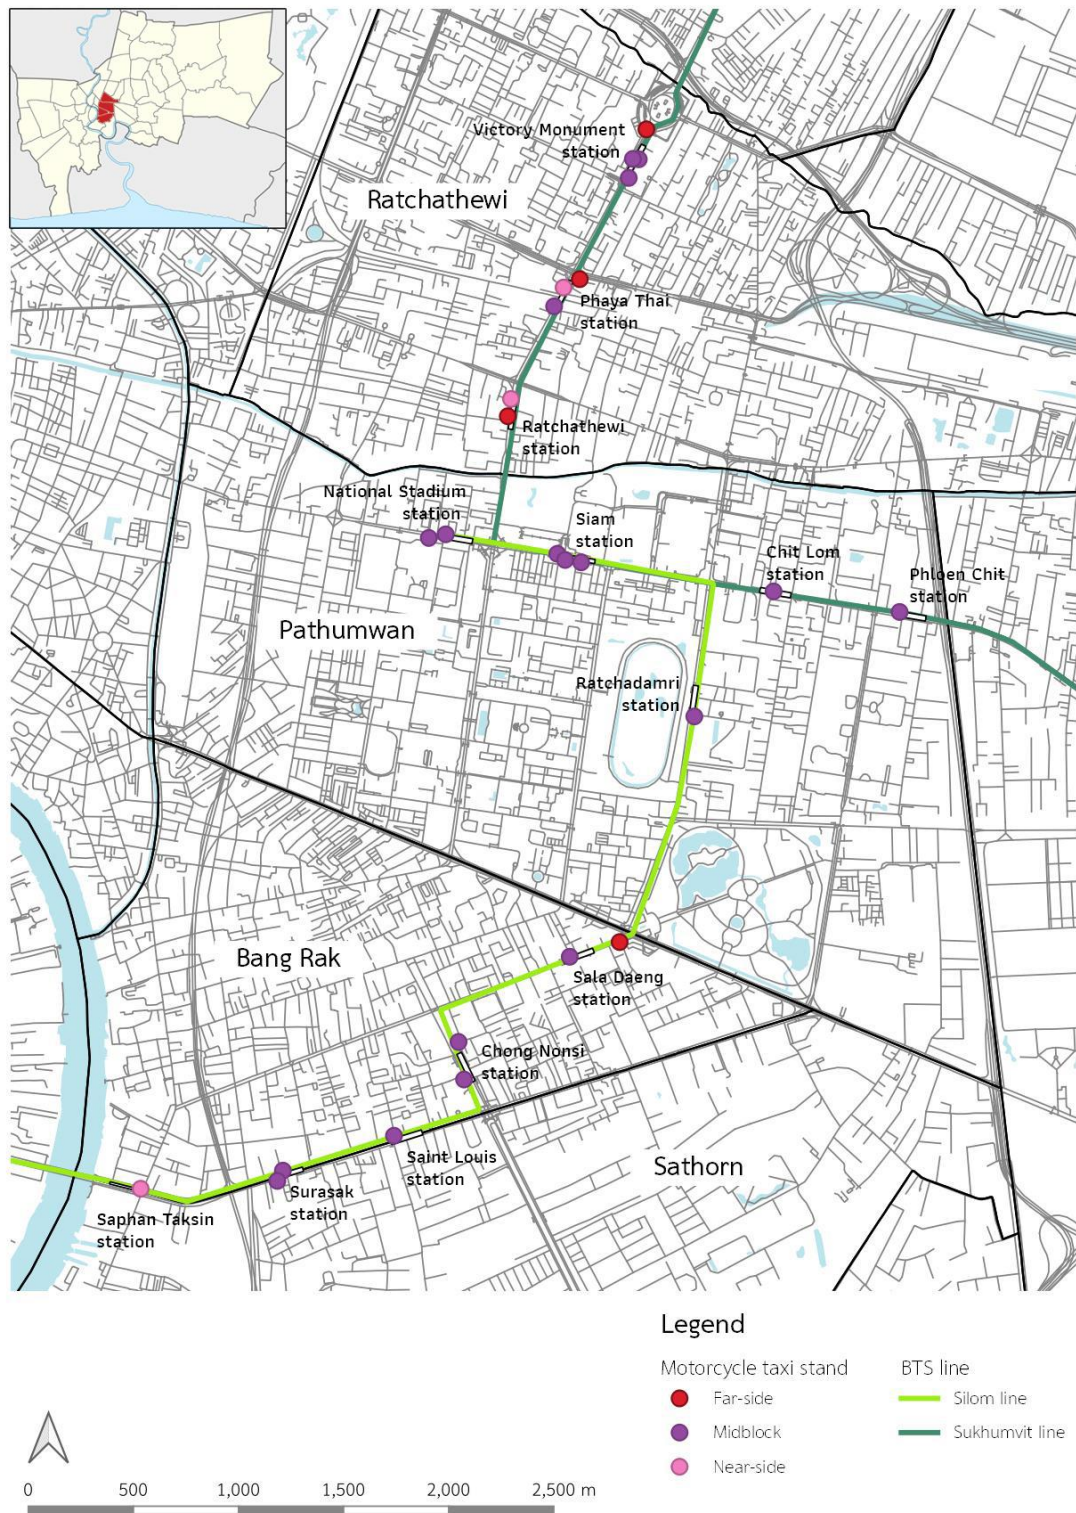 Victory Monument
station
Ratchathewi
Phaya Thai
station
Ratchathewi
station
National Stadium
station
Siam
station
Chit Lom
station
Phloen Chit
station
Pathumwan
Ratchadamri
station
Bang Rak
Sala Daeng
station
Chong Nonsi
station
Saint Louis
station
Sathorn
Surasak
station
Saphan Taksin
station
Legend
Motorcycle taxi stand
Far-side
Midblock
Near-side
BTS line
Silom line
Sukhumvit line
0 500 1,000 1,500 2,000 2,500 m